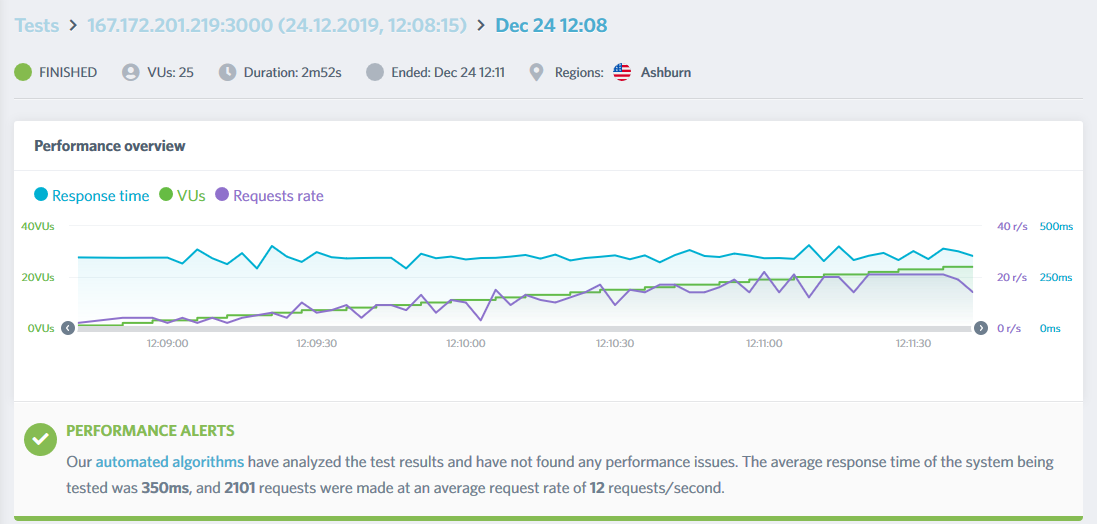 Tests > 167.172.201.219:3000 (24.12.2019, 12:08:15) > Dec 24 12:08
FINISHED VUs: 25 Duration: 2m52s Ended: Dec 24 12:11 Regions: Ashburn
Performance overview
Response time VUs Requests rate
40VUs 40 r/s 500ms
20VUs 20 r/s 250ms
0VUs 0 r/s 0ms
12:09:00 12:09:30 12:10:00 12:10:30 12:11:00 12:11:30
PERFORMANCE ALERTS
Our automated algorithms have analyzed the test results and have not found any performance issues. The average response time of the system being
tested was 350ms, and 2101 requests were made at an average request rate of 12 requests/second.